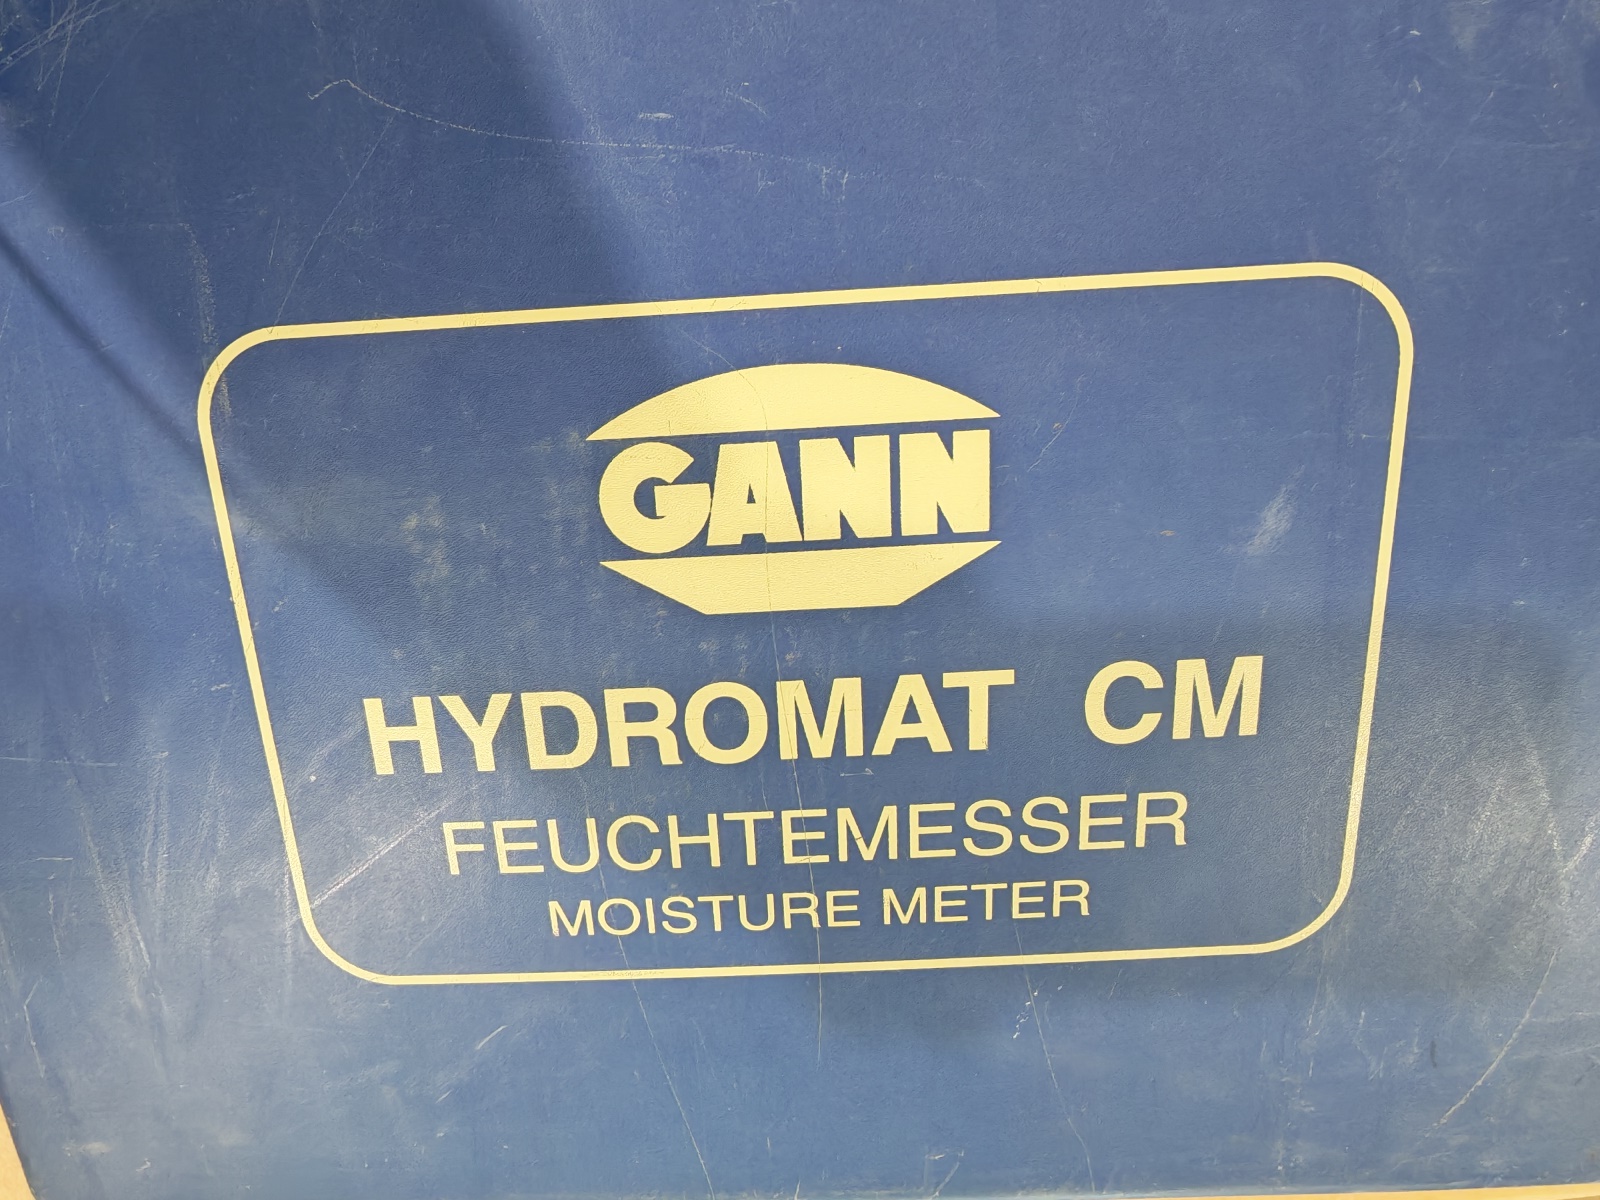 GANN
HYDROMAT CM
FEUCHTEMESSER
MOISTURE METER